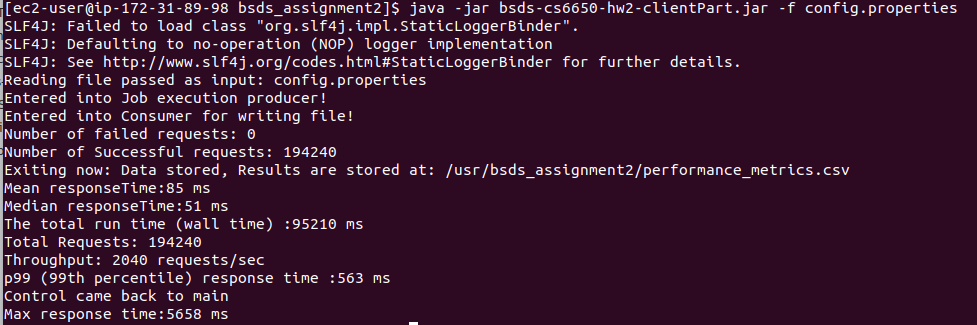 [ec2-user@ip-172-31-89-98 bsds_assignment2]$ java -jar bsds-cs6650-hw2-clientPart.jar -f config.properties
SLF4J: Failed to load class "org.slf4j.impl.StaticLoggerBinder".
SLF4J: Defaulting to no-operation (NOP) logger implementation
SLF4J: See http://www.slf4j.org/codes.html#StaticLoggerBinder for further details.
Reading file passed as input: config.properties
Entered into Job execution producer!
Entered into Consumer for writing file!
Number of failed requests: 0
Number of Successful requests: 194240
Exiting now: Data stored, Results are stored at: /usr/bsds_assignment2/performance_metrics.csv
Mean responseTime:85 ms
Median responseTime:51 ms
The total run time (wall time) :95210 ms
Total Requests: 194240
Throughput: 2040 requests/sec
p99 (99th percentile) response time :563 ms
Control came back to main
Max response time:5658 ms